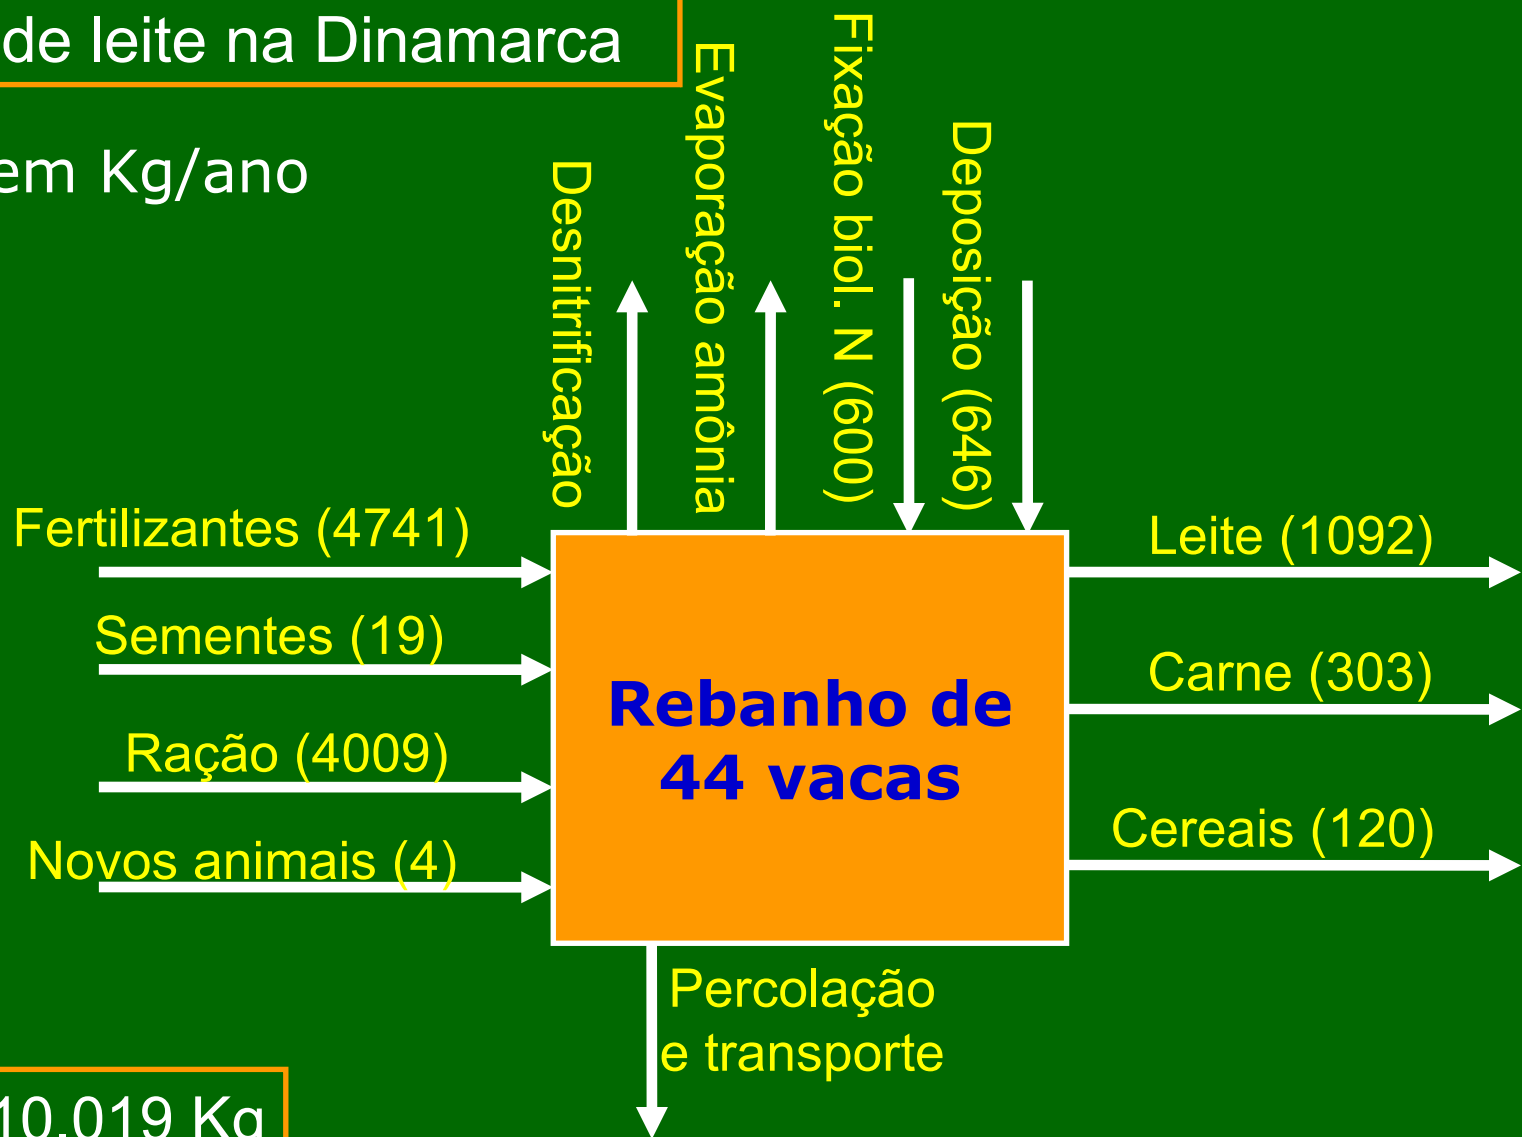 de leite na Dinamarca
em Kg/ano
Desnitrificação
Evaporação amônia
Fixação biol. N (600)
Deposição (646)
Fertilizantes (4741)
Sementes (19)
Ração (4009)
Novos animais (4)
Rebanho de
44 vacas
Leite (1092)
Carne (303)
Cereais (120)
Percolação
e transporte
10.019 Kg